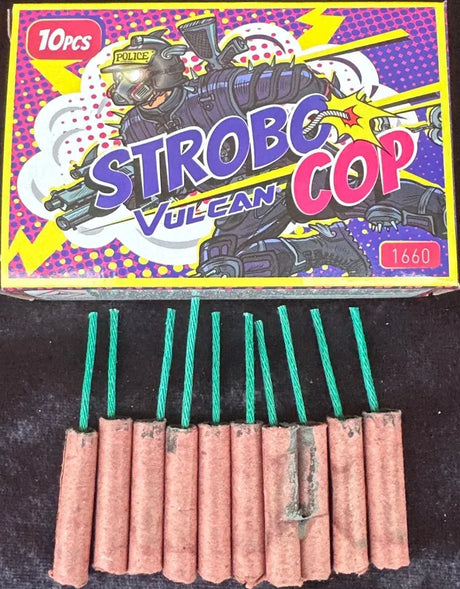 10PCS
POLICE
STROBO
VULCAN
COP
1660